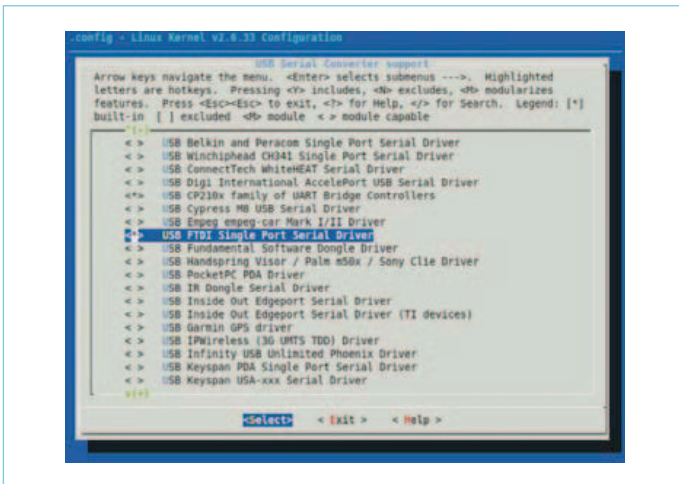 .config - Linux Kernel v2.6.33 Configuration
USB Serial Converter support
Arrow keys navigate the menu. <Enter> selects submenus --->. Highlighted
letters are hotkeys. Pressing <Y> includes, <N> excludes, <M> modularizes
features. Press <Esc><Esc> to exit, <?> for Help, </> for Search. Legend: [*]
built-in [ ] excluded <M> module < > module capable
^(-)
< > USB Belkin and Peracom Single Port Serial Driver
< > USB Winchiphead CH341 Single Port Serial Driver
< > USB ConnectTech WhiteHEAT Serial Driver
< > USB Digi International AccelePort USB Serial Driver
<*> USB CP210x family of UART Bridge Controllers
< > USB Cypress M8 USB Serial Driver
< > USB Empeg empeg-car Mark I/II Driver
<*> USB FTDI Single Port Serial Driver
< > USB Fundamental Software Dongle Driver
< > USB Handspring Visor / Palm m50x / Sony Clie Driver
< > USB PocketPC PDA Driver
< > USB IR Dongle Serial Driver
< > USB Inside Out Edgeport Serial Driver
< > USB Inside Out Edgeport Serial Driver (TI devices)
< > USB Garmin GPS driver
< > USB IPWireless (3G UMTS TDD) Driver
< > USB Infinity USB Unlimited Phoenix Driver
< > USB Keyspan PDA Single Port Serial Driver
< > USB Keyspan USA-xxx Serial Driver
v(+)
<Select> < Exit > < Help >